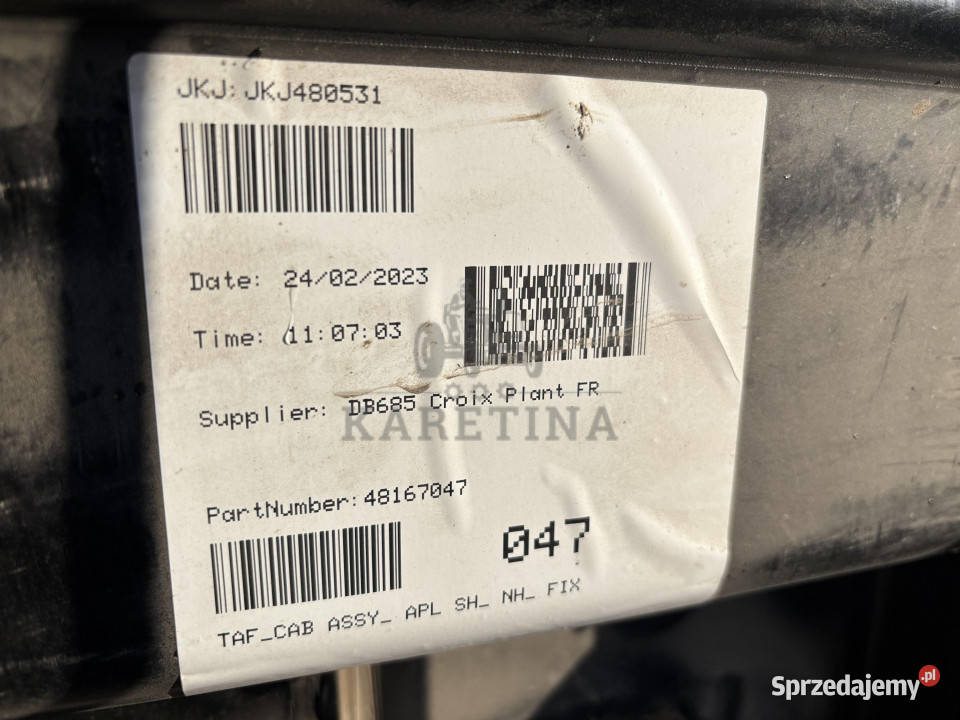 JKJ: JKJ480531
Date: 24/02/2023
Time: 11:07:03
Supplier: DB685 Croix Plant FR
KARETINA
PartNumber:48167047
047
TAF_CAB ASSY_ APL SH_ NH_ FIX
Sprzedajemy.pl